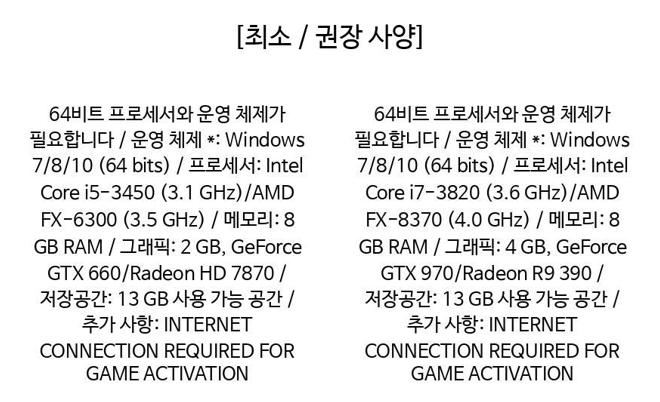 [최소 / 권장 사양]
64비트 프로세서와 운영 체제가
필요합니다 / 운영 체제 *: Windows
7/8/10 (64 bits) / 프로세서: Intel
Core i5-3450 (3.1 GHz)/AMD
FX-6300 (3.5 GHz) / 메모리: 8
GB RAM / 그래픽: 2 GB, GeForce
GTX 660/Radeon HD 7870 /
저장공간: 13 GB 사용 가능 공간 /
추가 사항: INTERNET
CONNECTION REQUIRED FOR
GAME ACTIVATION
64비트 프로세서와 운영 체제가
필요합니다 / 운영 체제 *: Windows
7/8/10 (64 bits) / 프로세서: Intel
Core i7-3820 (3.6 GHz)/AMD
FX-8370 (4.0 GHz) / 메모리: 8
GB RAM / 그래픽: 4 GB, GeForce
GTX 970/Radeon R9 390 /
저장공간: 13 GB 사용 가능 공간 /
추가 사항: INTERNET
CONNECTION REQUIRED FOR
GAME ACTIVATION